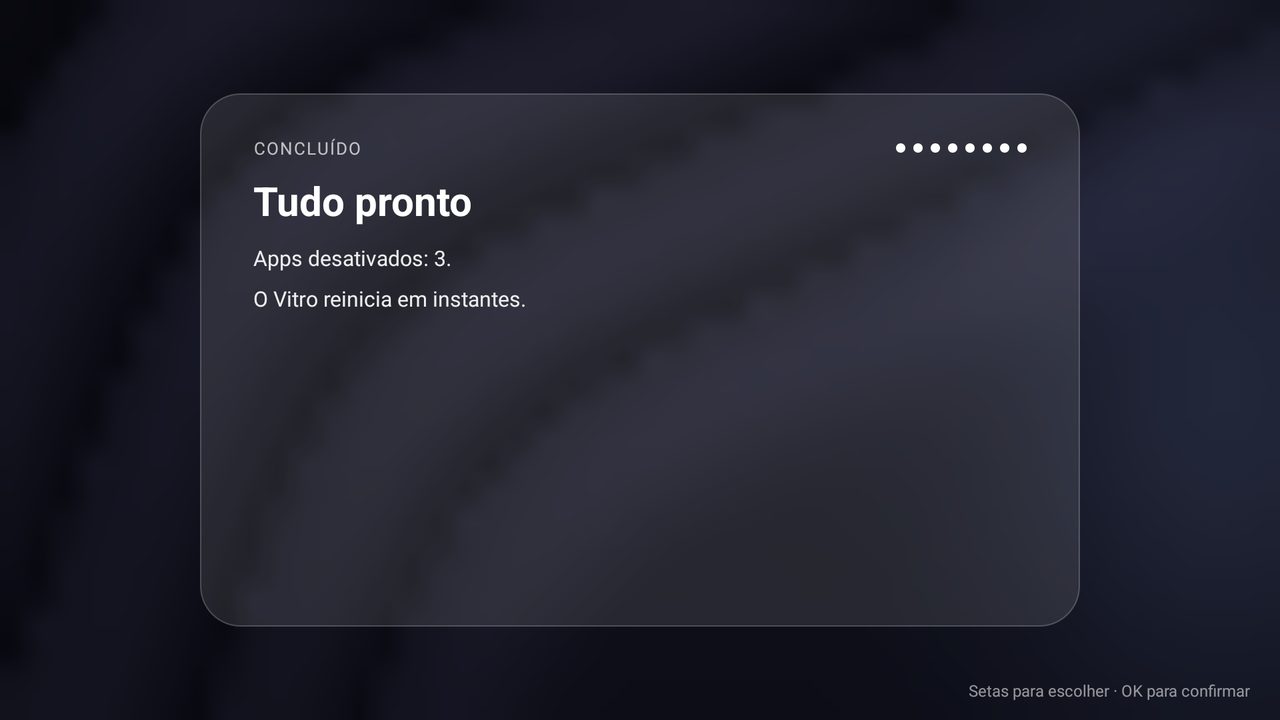 CONCLUÍDO
Tudo pronto
Apps desativados: 3.
O Vitro reinicia em instantes.
Setas para escolher · OK para confirmar